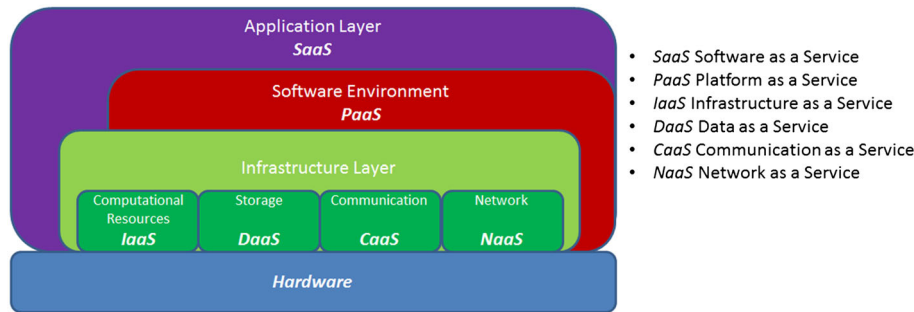 Application Layer
SaaS
Software Environment
PaaS
Infrastructure Layer
Computational
Resources
IaaS
Storage
DaaS
Communication
CaaS
Network
NaaS
Hardware
• SaaS Software as a Service
• PaaS Platform as a Service
• IaaS Infrastructure as a Service
• DaaS Data as a Service
• CaaS Communication as a Service
• NaaS Network as a Service